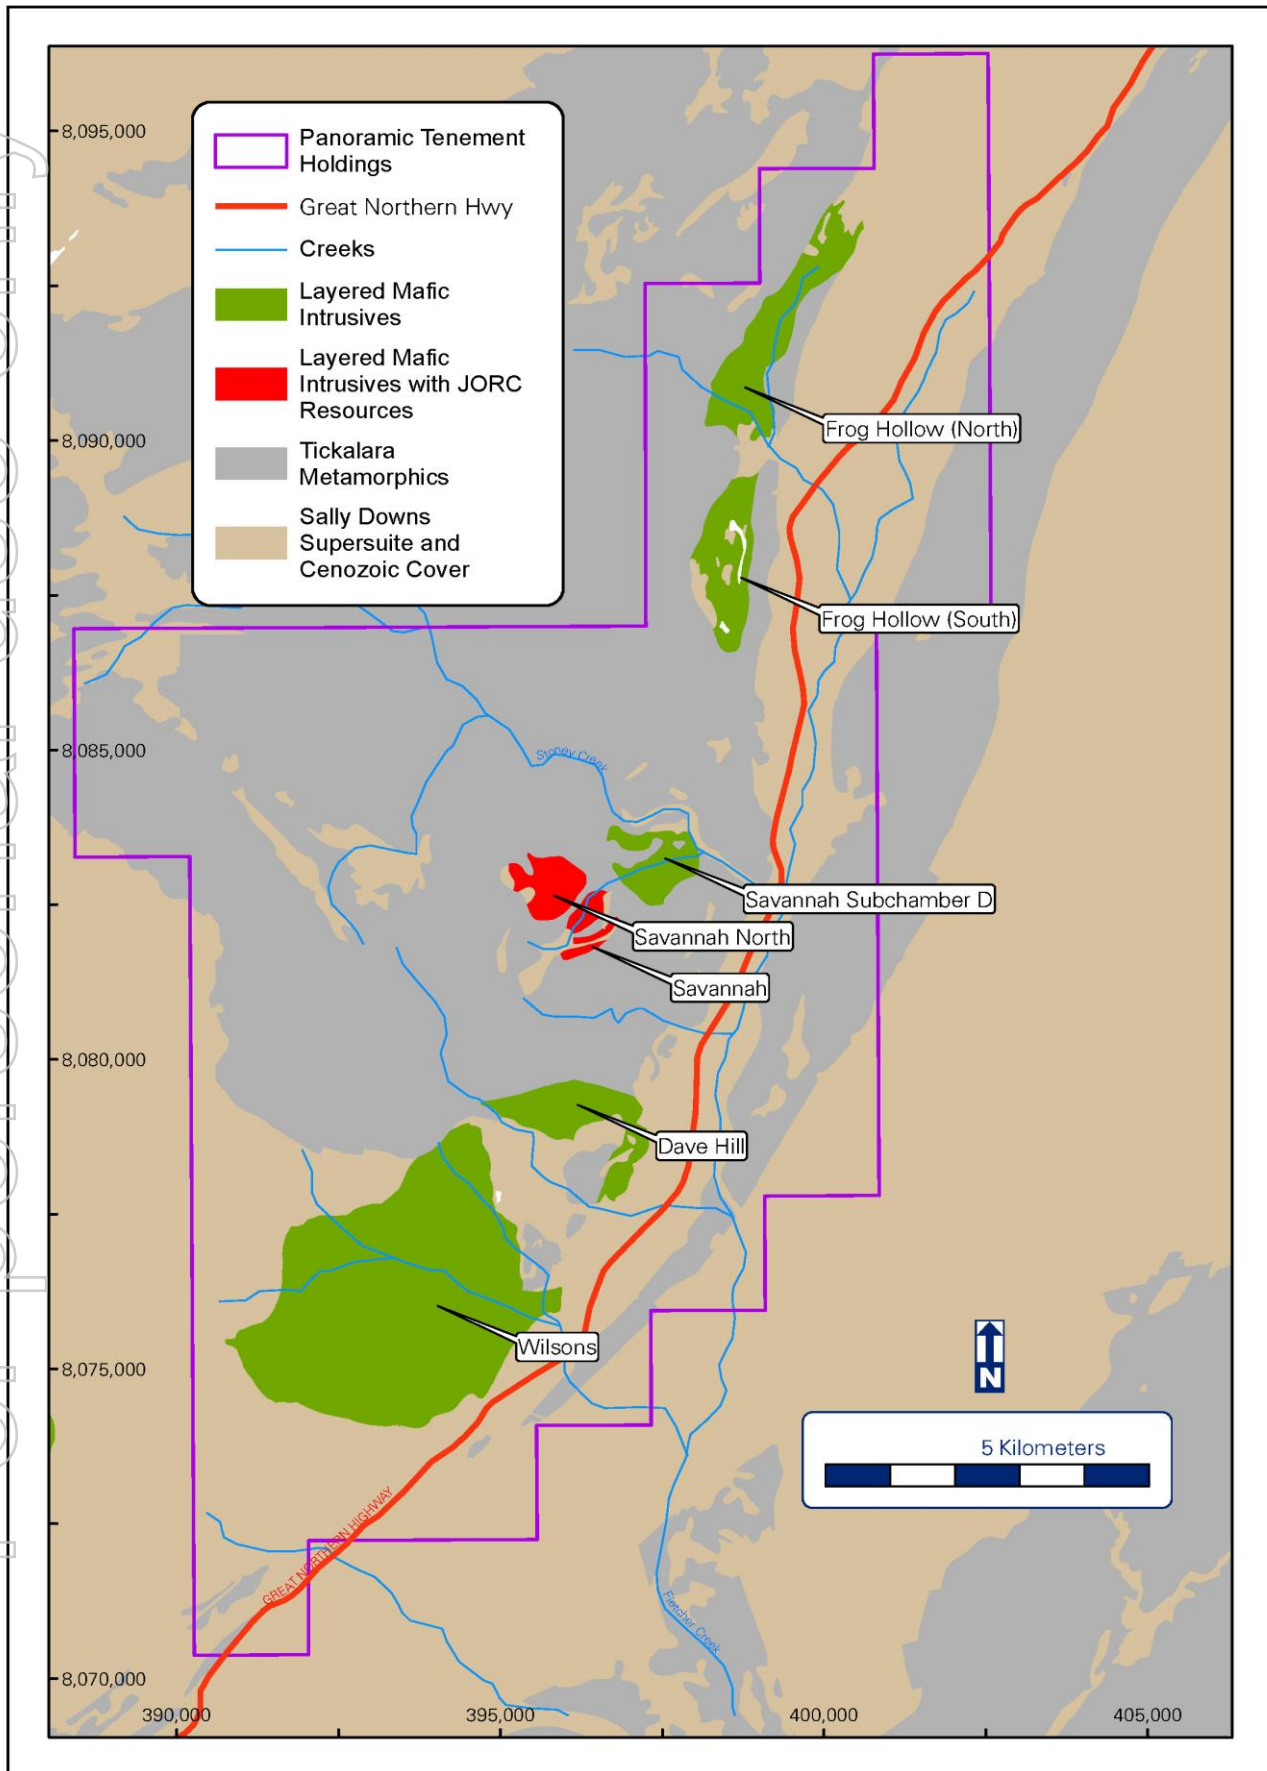 8,095,000
8,090,000
8,085,000
8,080,000
8,075,000
8,070,000
Panoramic Tenement
Holdings
Great Northern Hwy
Creeks
Layered Mafic
Intrusives
Layered Mafic
Intrusives with JORC
Resources
Tickalara
Metamorphics
Sally Downs
Supersuite and
Cenozoic Cover
Frog Hollow (North)
Frog Hollow (South)
Stoney Creek
Savannah Subchamber D
Savannah North
Savannah
Dave Hill
Wilsons
N
5 Kilometers
GREAT NORTHERN HIGHWAY
Fletcher Creek
390,000
395,000
400,000
405,000